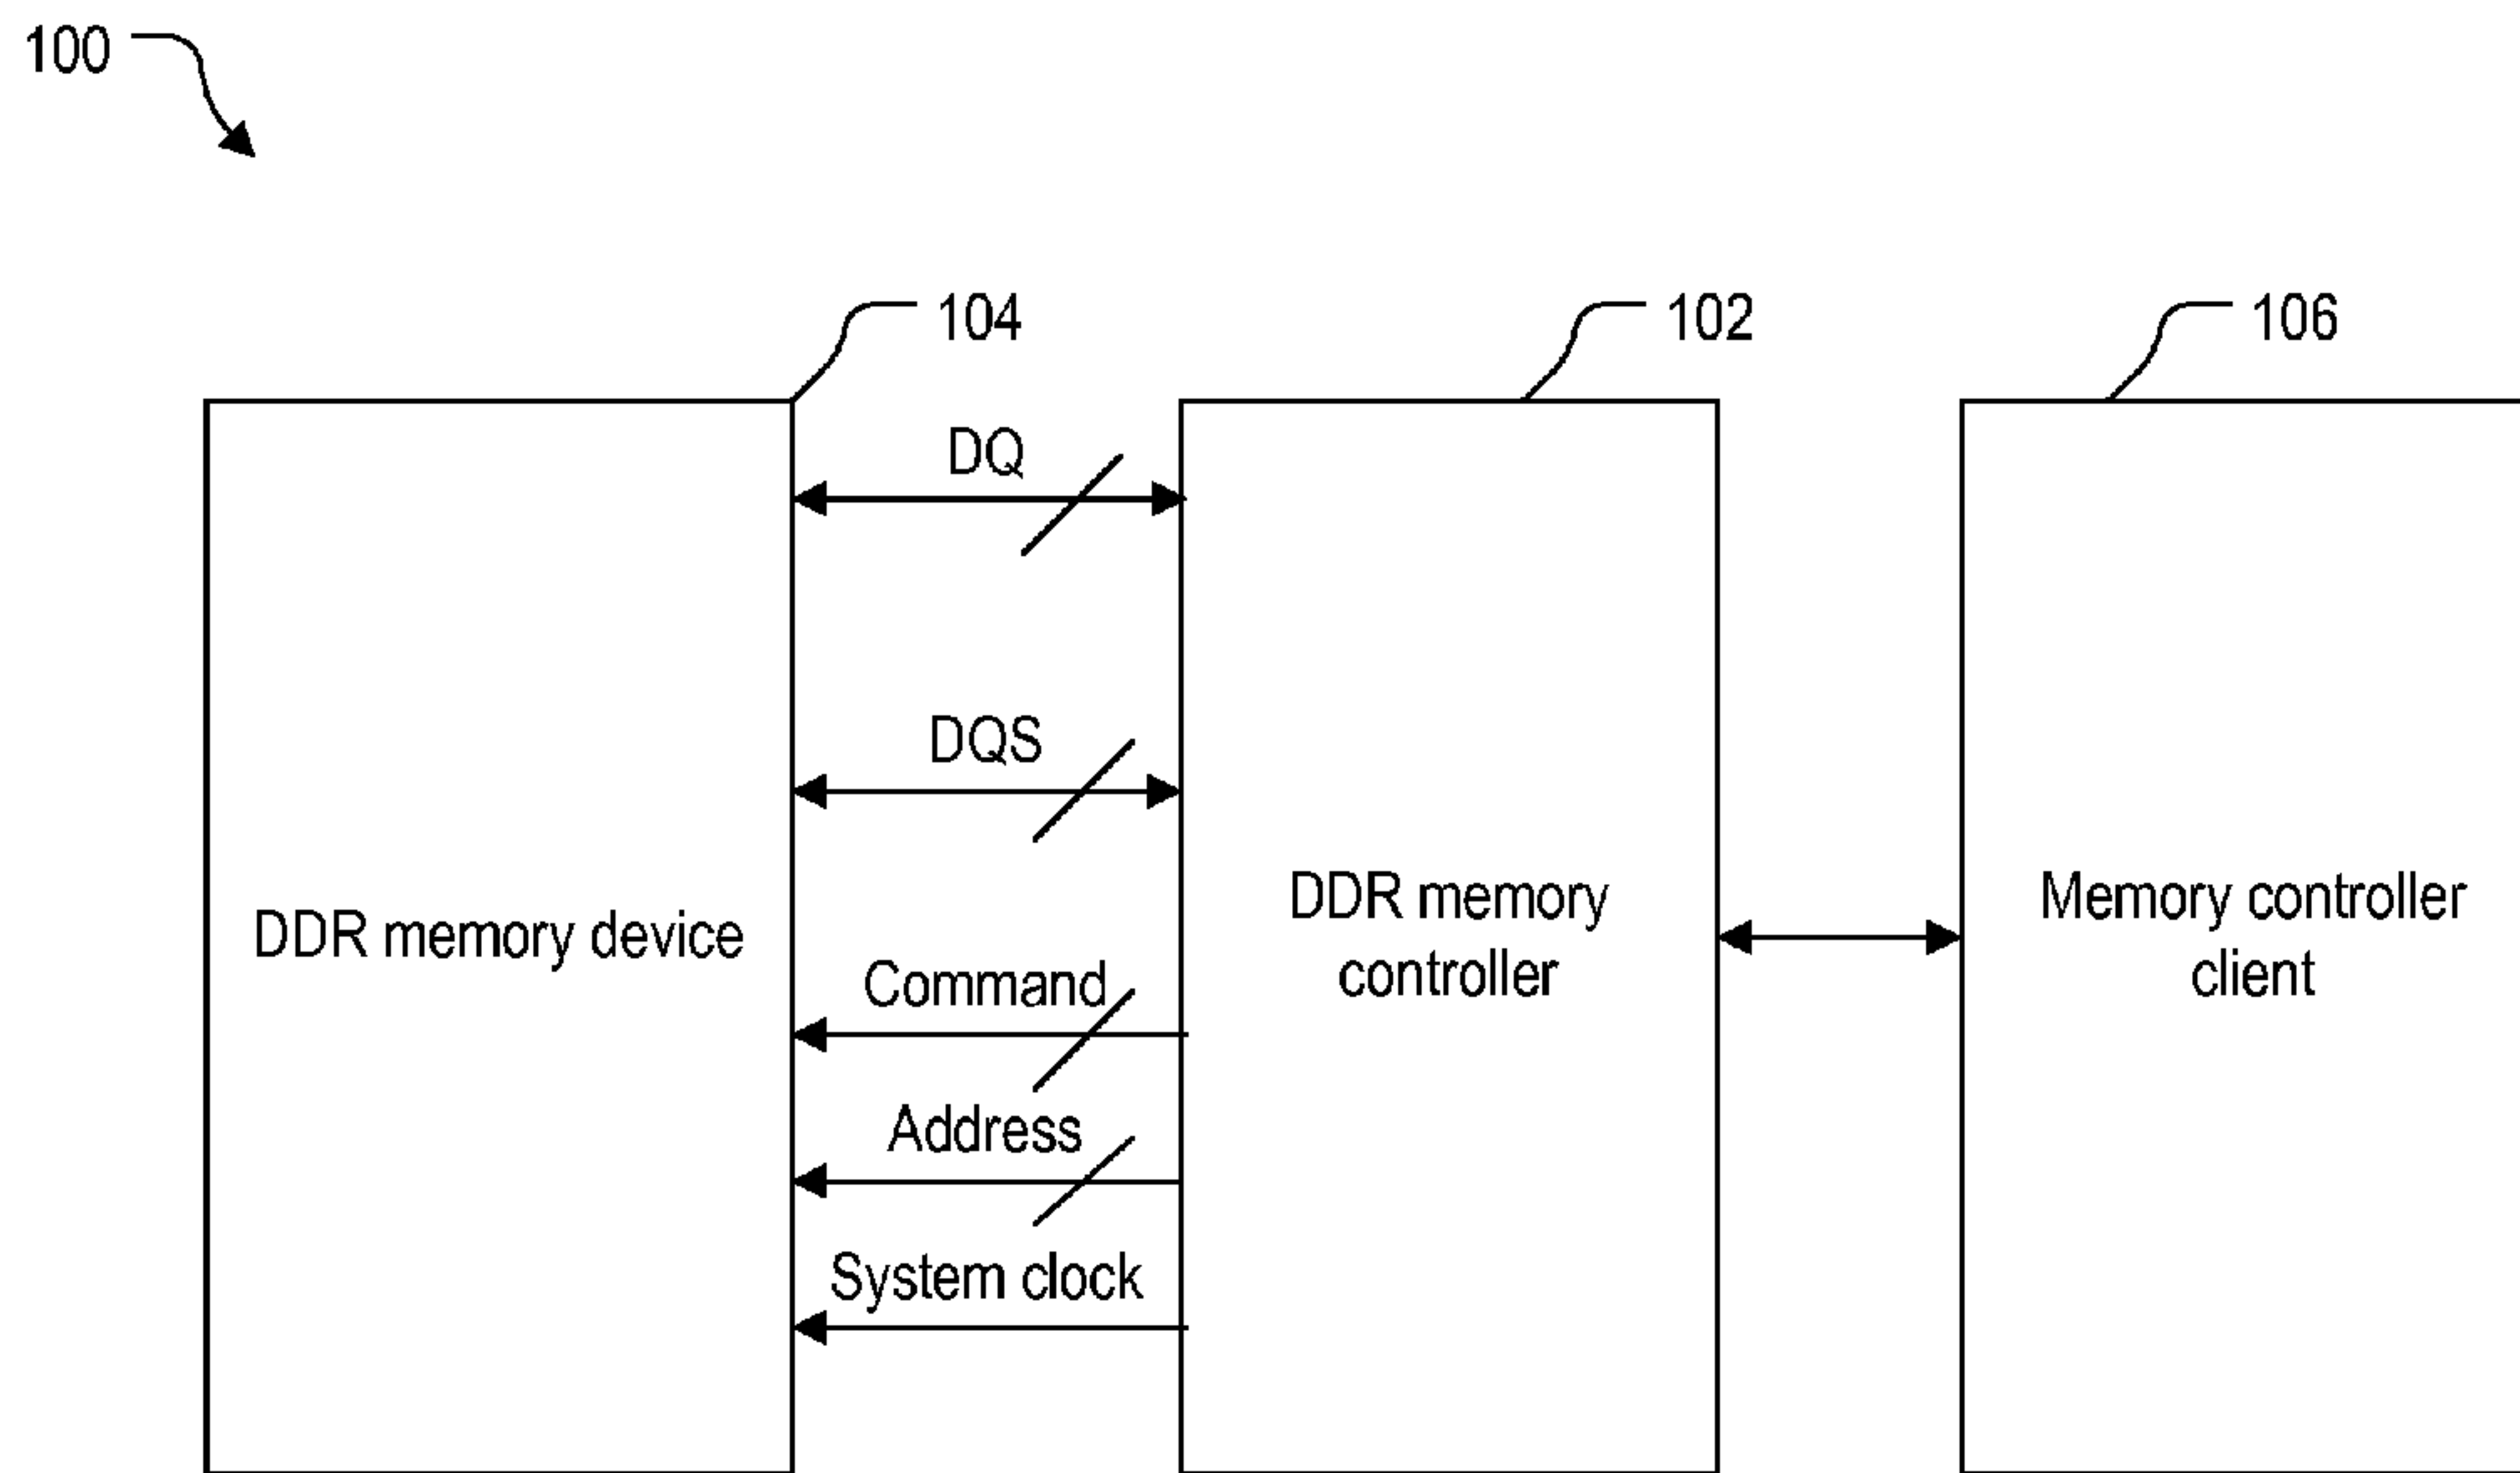 100
104
102
106
DQ
DQS
DDR memory device
DDR memory
controller
Memory controller
client
Command
Address
System clock